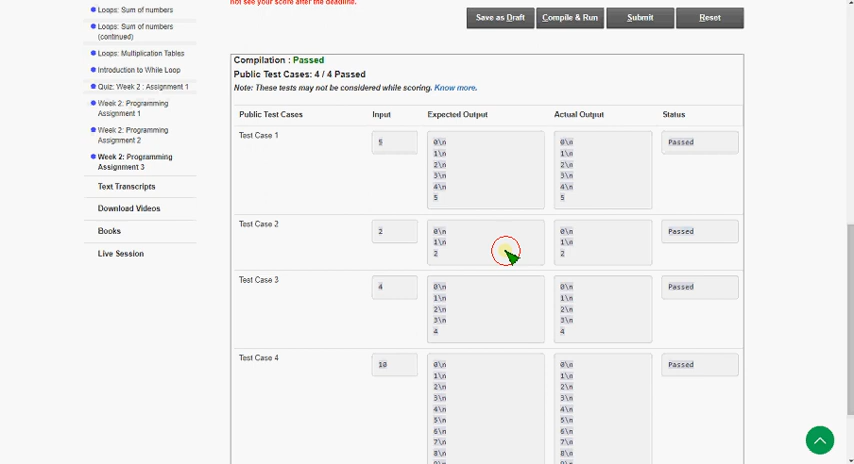 not see your score after the deadline.
Save as Draft
Compile & Run
Submit
Reset
Loops: Sum of numbers
Loops: Sum of numbers
(continued)
Loops: Multiplication Tables
Introduction to While Loop
Quiz: Week 2 : Assignment 1
Week 2: Programming
Assignment 1
Week 2: Programming
Assignment 2
Week 2: Programming
Assignment 3
Text Transcripts
Download Videos
Books
Live Session
Compilation : Passed
Public Test Cases: 4 / 4 Passed
Note: These tests may not be considered while scoring. Know more.
Public Test Cases Input Expected Output Actual Output Status
Test Case 1
5
0\n
1\n
2\n
3\n
4\n
5
0\n
1\n
2\n
3\n
4\n
5
Passed
Test Case 2
2
0\n
1\n
2
0\n
1\n
2
Passed
Test Case 3
4
0\n
1\n
2\n
3\n
4
0\n
1\n
2\n
3\n
4
Passed
Test Case 4
10
0\n
1\n
2\n
3\n
4\n
5\n
6\n
7\n
8\n
0\n
1\n
2\n
3\n
4\n
5\n
6\n
7\n
8\n
Passed